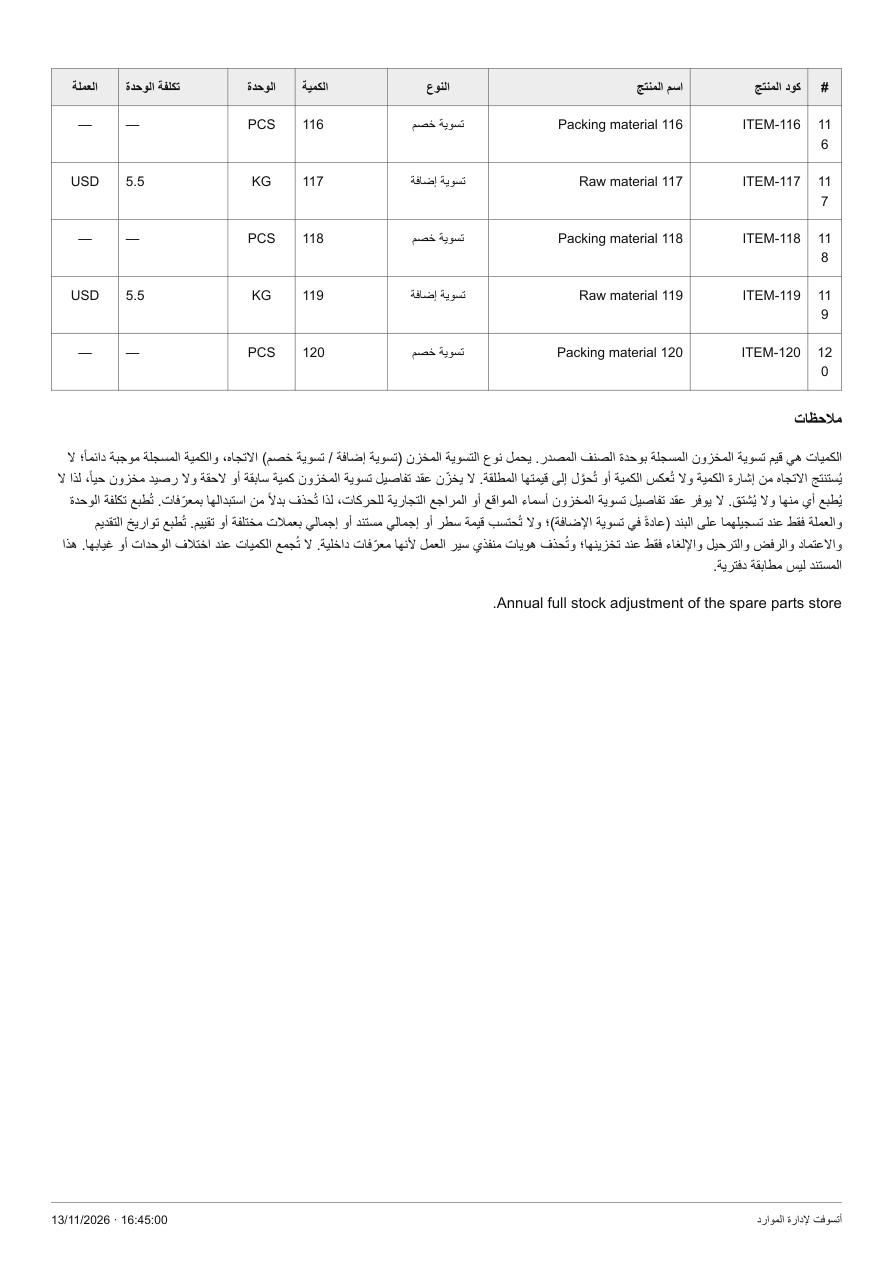 # كود المنتج اسم المنتج النوع الكمية الوحدة تكلفة الوحدة العملة
116 ITEM-116 Packing material 116 تسوية خصم 116 PCS — —
117 ITEM-117 Raw material 117 تسوية إضافة 117 KG 5.5 USD
118 ITEM-118 Packing material 118 تسوية خصم 118 PCS — —
119 ITEM-119 Raw material 119 تسوية إضافة 119 KG 5.5 USD
120 ITEM-120 Packing material 120 تسوية خصم 120 PCS — —
ملاحظات
الكميات هي قيم تسوية المخزون المسجلة بوحدة الصنف المصدر. يحمل نوع التسوية المخزن (تسوية إضافة / تسوية خصم) الاتجاه، والكمية المسجلة موجبة دائماً؛ لا
يُستنتج الاتجاه من إشارة الكمية ولا تُعكس الكمية أو تُحوَّل إلى قيمتها المطلقة. لا يخزّن عقد تفاصيل تسوية المخزون كمية سابقة أو لاحقة ولا رصيد مخزون حياً، لذا لا
يُطبع أي منها ولا يُشتق. لا يوفر عقد تفاصيل تسوية المخزون أسماء المواقع أو المراجع التجارية للحركات، لذا تُحذف بدلاً من استبدالها بمعرّفات. تُطبع تكلفة الوحدة
والعملة فقط عند تسجيلهما على البند (عادةً في تسوية الإضافة)؛ ولا تُحتسب قيمة سطر أو إجمالي مستند أو إجمالي بعملات مختلفة أو تقييم. تُطبع تواريخ التقديم
والاعتماد والرفض والترحيل والإلغاء فقط عند تخزينها؛ وتُحذف هويات منفذي سير العمل لأنها معرّفات داخلية. لا تُجمع الكميات عند اختلاف الوحدات أو غيابها. هذا
المستند ليس مطابقة دفترية.
Annual full stock adjustment of the spare parts store.
أتسوفت لإدارة الموارد
13/11/2026 · 16:45:00